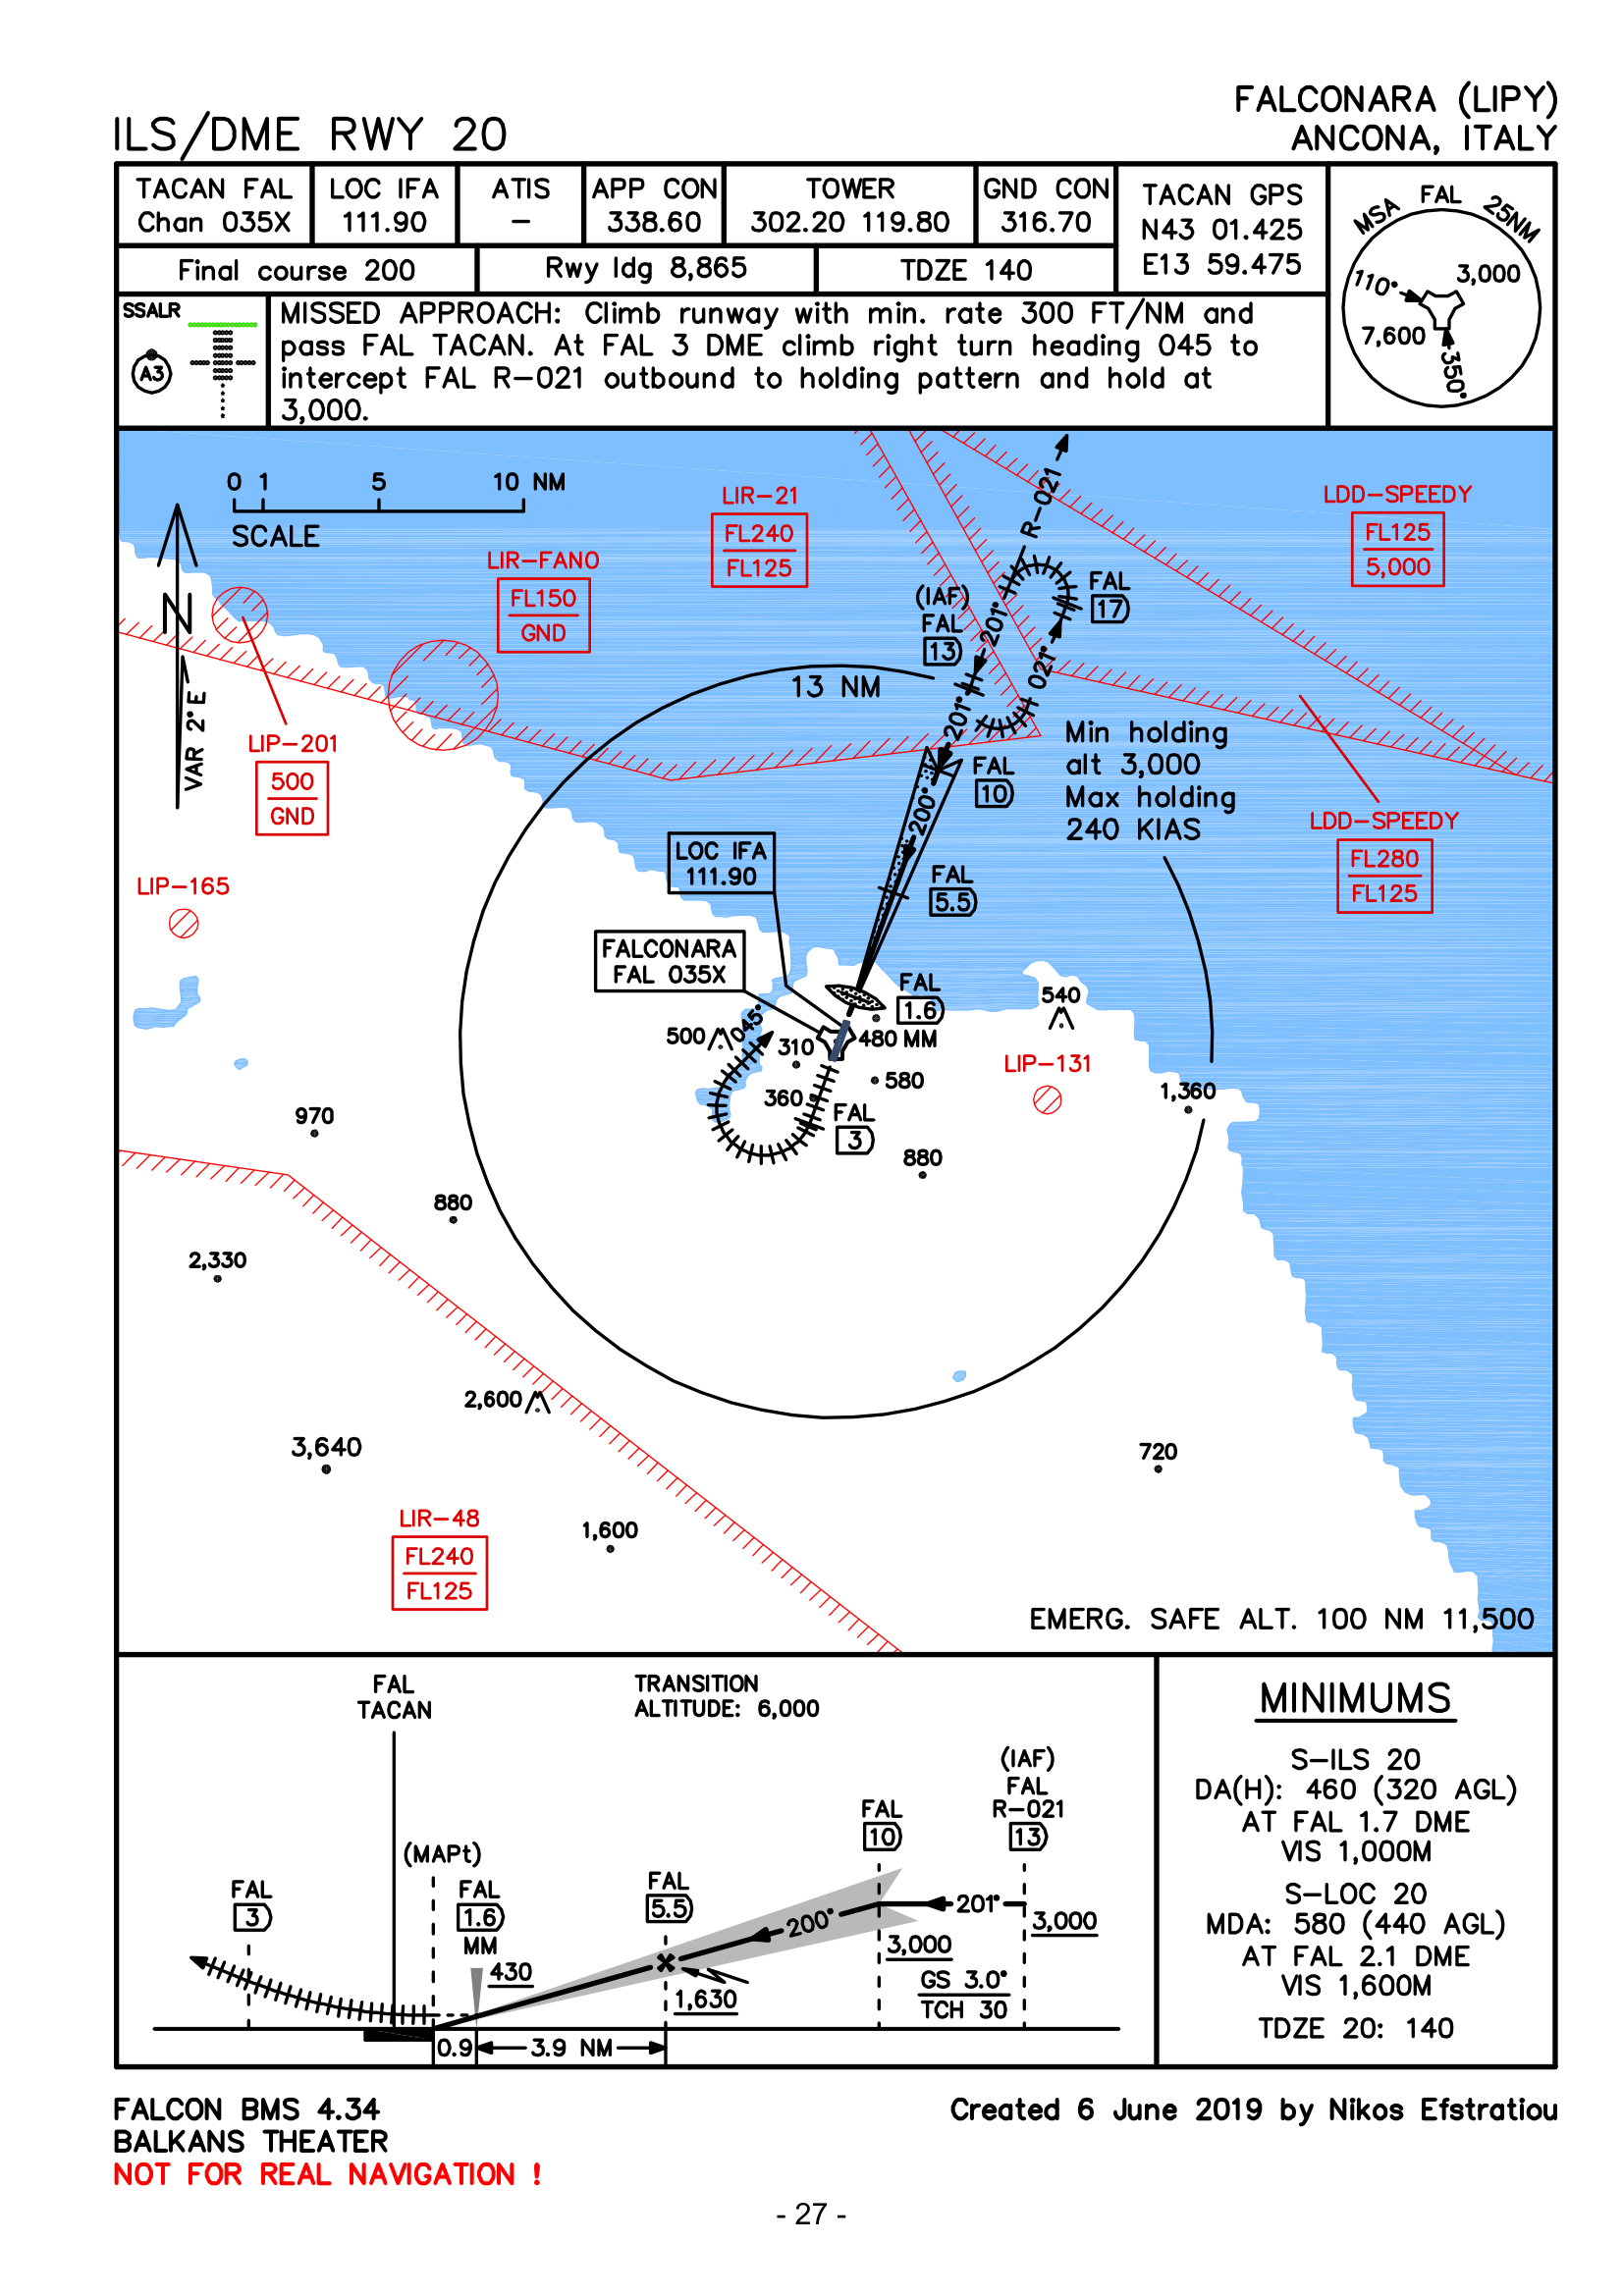 FALCONARA (LIPY)
ILS/DME RWY 20
ANCONA, ITALY
TACAN FAL
Chan 035X
LOC IFA
111.90
ATIS
–
APP CON
338.60
TOWER
302.20 119.80
GND CON
316.70
TACAN GPS
N43 01.425
E13 59.475
Final course 200
Rwy ldg 8,865
TDZE 140
MSA FAL 25NM
110°
3,000
7,600
350°
SSALR
A3
MISSED APPROACH: Climb runway with min. rate 300 FT/NM and
pass FAL TACAN. At FAL 3 DME climb right turn heading 045 to
intercept FAL R-021 outbound to holding pattern and hold at
3,000.
0 1 5 10 NM
SCALE
N
VAR 2° E
LIR-FANO
FL150
GND
LIR-21
FL240
FL125
LDD-SPEEDY
FL125
5,000
R-021
(IAF)
FAL
13
201°
FAL
17
021°
201°
13 NM
LIP-201
500
GND
Min holding
alt 3,000
Max holding
240 KIAS
FAL
10
200°
LDD-SPEEDY
FL280
FL125
LOC IFA
111.90
LIP-165
FAL
5.5
FALCONARA
FAL 035X
FAL
1.6
480 MM
540
500
045°
310
LIP-131
580
360
FAL
3
1,360
970
880
880
2,330
2,600
3,640
720
1,600
LIR-48
FL240
FL125
EMERG. SAFE ALT. 100 NM 11,500
FAL
TACAN
TRANSITION
ALTITUDE: 6,000
(IAF)
FAL
R-021
13
FAL
10
(MAPt)
FAL
3
FAL
1.6
MM
FAL
5.5
200°
201°
3,000
3,000
430
1,630
GS 3.0°
TCH 30
0.9
3.9 NM
MINIMUMS
S-ILS 20
DA(H): 460 (320 AGL)
AT FAL 1.7 DME
VIS 1,000M
S-LOC 20
MDA: 580 (440 AGL)
AT FAL 2.1 DME
VIS 1,600M
TDZE 20: 140
FALCON BMS 4.34
BALKANS THEATER
NOT FOR REAL NAVIGATION !
Created 6 June 2019 by Nikos Efstratiou
- 27 -